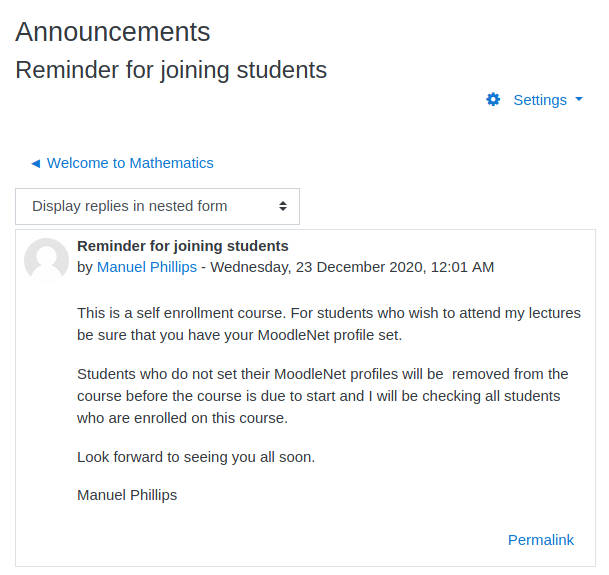 Announcements
Reminder for joining students
Settings
◄ Welcome to Mathematics
Display replies in nested form
Reminder for joining students
by Manuel Phillips - Wednesday, 23 December 2020, 12:01 AM
This is a self enrollment course. For students who wish to attend my lectures
be sure that you have your MoodleNet profile set.
Students who do not set their MoodleNet profiles will be  removed from the
course before the course is due to start and I will be checking all students
who are enrolled on this course.
Look forward to seeing you all soon.
Manuel Phillips
Permalink